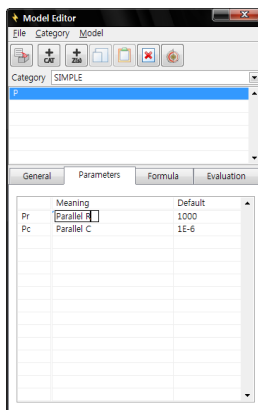 Model Editor
File Category Model
CAT Z(ω)
Category SIMPLE
P
General Parameters Formula Evaluation
Meaning Default
Pr Parallel R 1000
Pc Parallel C 1E-6